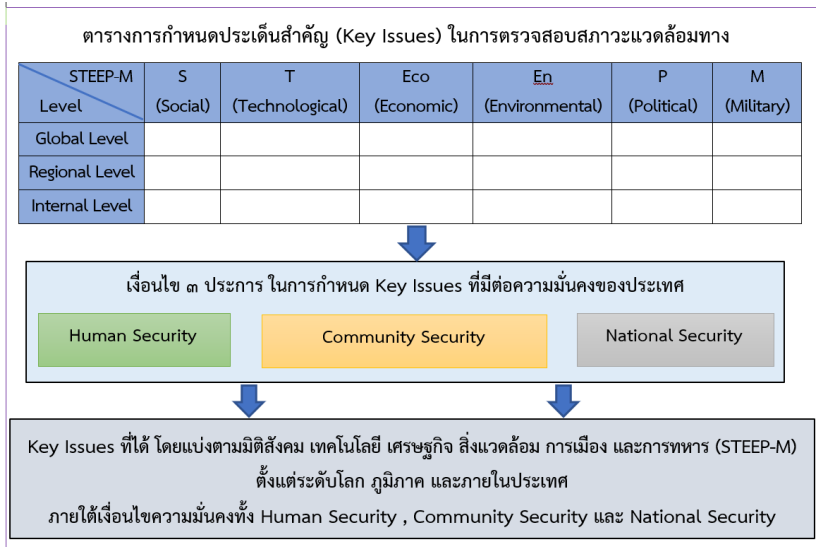 ตารางการกำหนดประเด็นสำคัญ (Key Issues) ในการตรวจสอบสภาวะแวดล้อมทาง
STEEP-M S T Eco En P M
Level (Social) (Technological) (Economic) (Environmental) (Political) (Military)
Global Level
Regional Level
Internal Level
เงื่อนไข ๓ ประการ ในการกำหนด Key Issues ที่มีต่อความมั่นคงของประเทศ
Human Security Community Security National Security
Key Issues ที่ได้ โดยแบ่งตามมิติสังคม เทคโนโลยี เศรษฐกิจ สิ่งแวดล้อม การเมือง และการทหาร (STEEP-M)
ตั้งแต่ระดับโลก ภูมิภาค และภายในประเทศ
ภายใต้เงื่อนไขความมั่นคงทั้ง Human Security , Community Security และ National Security